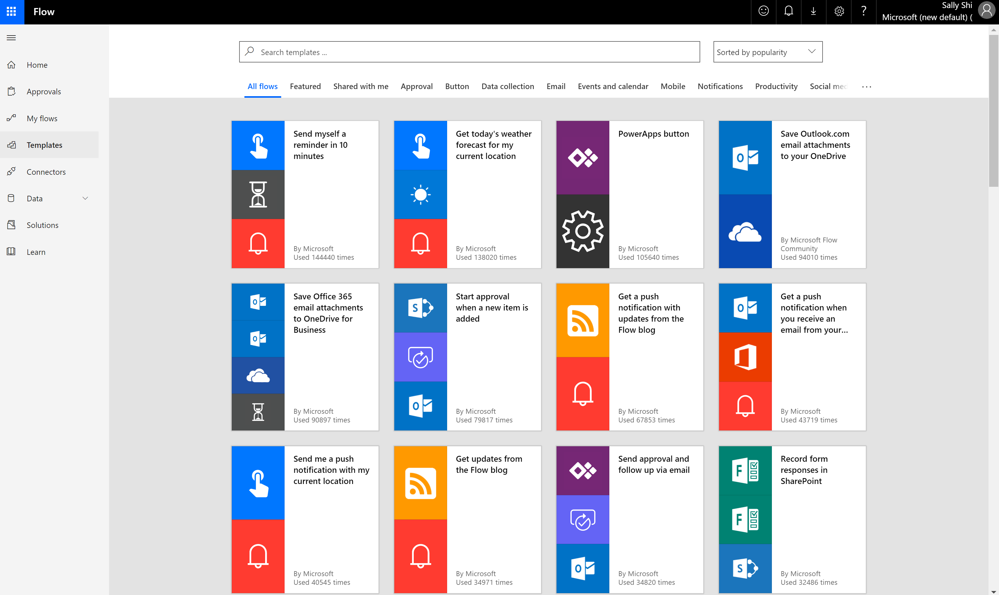 Flow
Sally Shi
Microsoft (new default) (
Home
Approvals
My flows
Templates
Connectors
Data
Solutions
Learn
Search templates ...
Sorted by popularity
All flows
Featured
Shared with me
Approval
Button
Data collection
Email
Events and calendar
Mobile
Notifications
Productivity
Social med
...
Send myself a
reminder in 10
minutes
By Microsoft
Used 144440 times
Get today's weather
forecast for my
current location
By Microsoft
Used 138020 times
PowerApps button
By Microsoft
Used 105640 times
Save Outlook.com
email attachments
to your OneDrive
By Microsoft Flow
Community
Used 94010 times
Save Office 365
email attachments
to OneDrive for
Business
By Microsoft
Used 90897 times
Start approval
when a new item is
added
By Microsoft
Used 79817 times
Get a push
notification with
updates from the
Flow blog
By Microsoft
Used 67853 times
Get a push
notification when
you receive an
email from your...
By Microsoft
Used 43719 times
Send me a push
notification with my
current location
By Microsoft
Used 40545 times
Get updates from
the Flow blog
By Microsoft
Used 34971 times
Send approval and
follow up via email
By Microsoft
Used 34820 times
Record form
responses in
SharePoint
By Microsoft
Used 32486 times